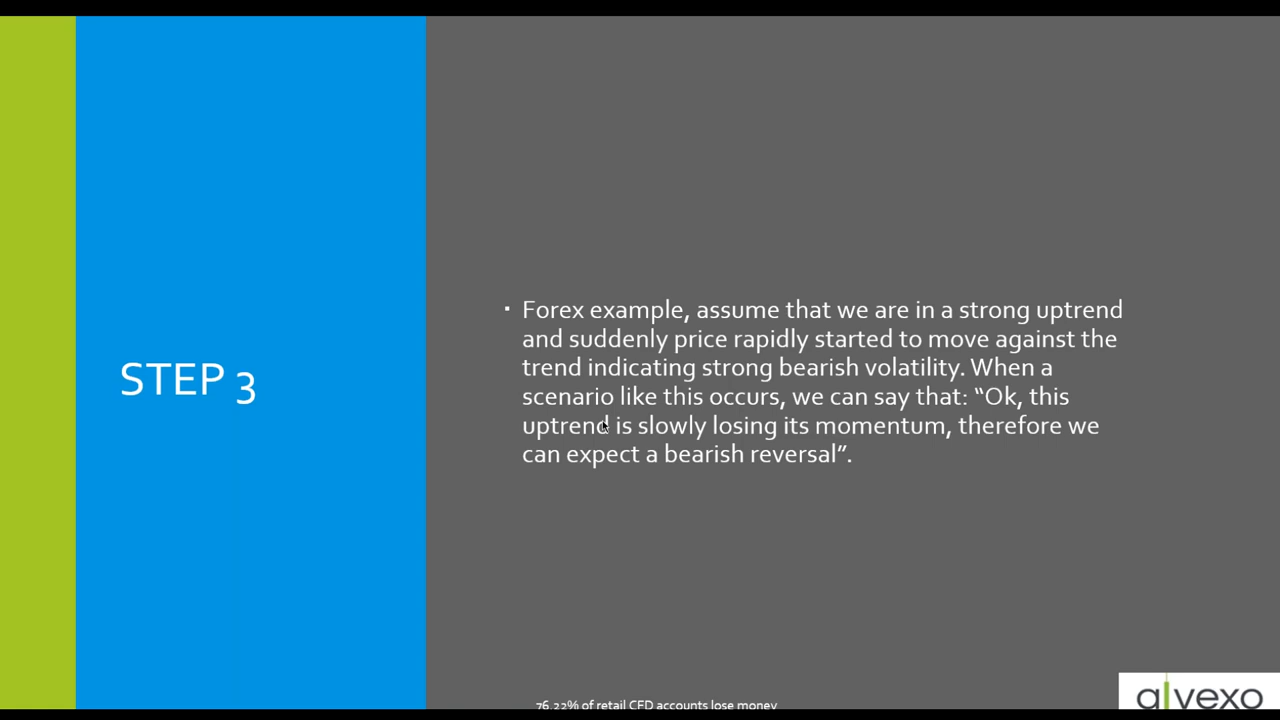 STEP 3
▪ Forex example, assume that we are in a strong uptrend
and suddenly price rapidly started to move against the
trend indicating strong bearish volatility. When a
scenario like this occurs, we can say that: “Ok, this
uptrend is slowly losing its momentum, therefore we
can expect a bearish reversal”.
76.22% of retail CFD accounts lose money
alvexo